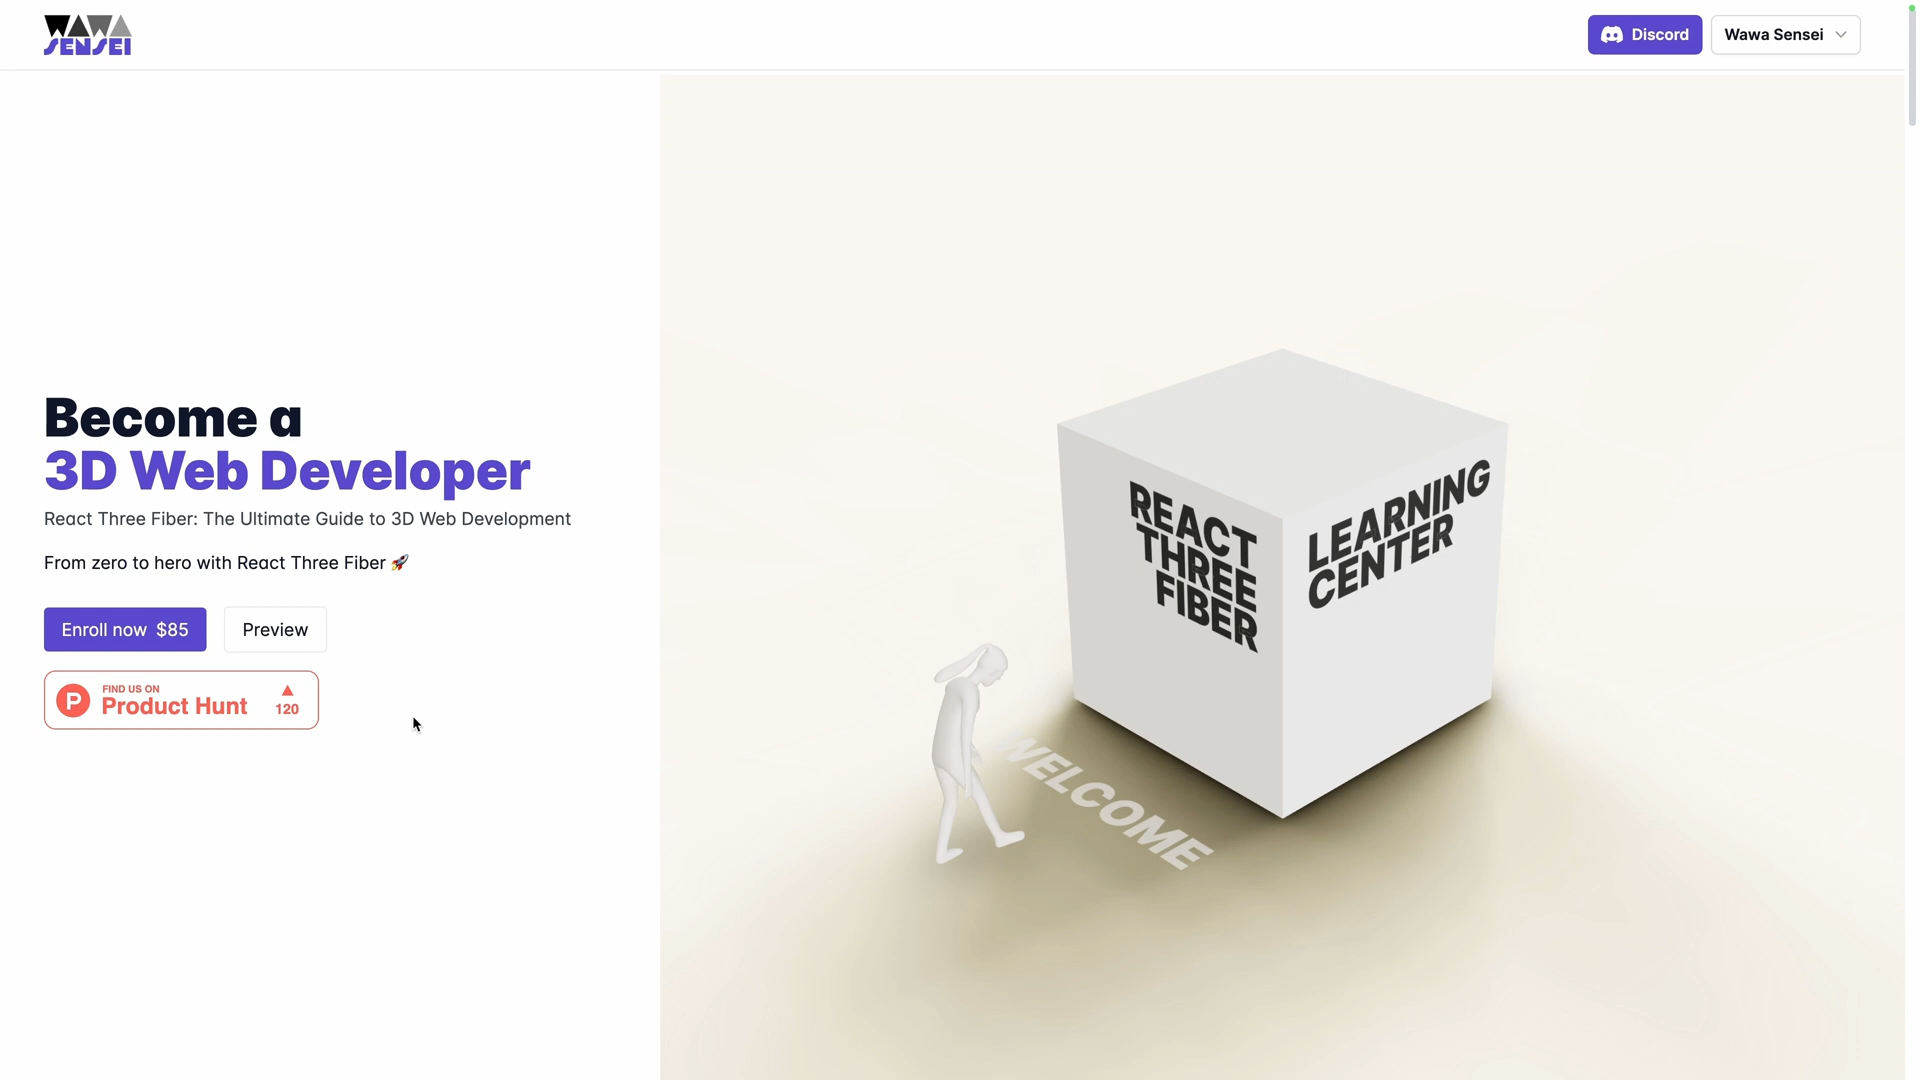 WAWA
SENSEI
Discord
Wawa Sensei
Become a
3D Web Developer
React Three Fiber: The Ultimate Guide to 3D Web Development
From zero to hero with React Three Fiber 🚀
Enroll now $85
Preview
P
FIND US ON
Product Hunt
▲
120
REACT
THREE
FIBER
LEARNING
CENTER
WELCOME